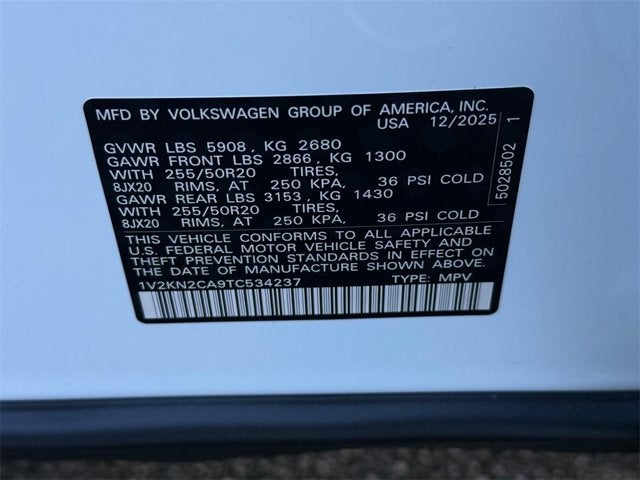 MFD BY VOLKSWAGEN GROUP OF AMERICA, INC.
USA 12/2025
GVWR LBS 5908, KG 2680
GAWR FRONT LBS 2866, KG 1300
WITH 255/50R20 TIRES,
8JX20 RIMS, AT 250 KPA, 36 PSI COLD
GAWR REAR LBS 3153, KG 1430
WITH 255/50R20 TIRES,
8JX20 RIMS, AT 250 KPA, 36 PSI COLD
THIS VEHICLE CONFORMS TO ALL APPLICABLE
U.S. FEDERAL MOTOR VEHICLE SAFETY AND
THEFT PREVENTION STANDARDS IN EFFECT ON
THE DATE OF MANUFACTURE SHOWN ABOVE.
1V2KN2CA9TC534237 TYPE: MPV
5028502 1